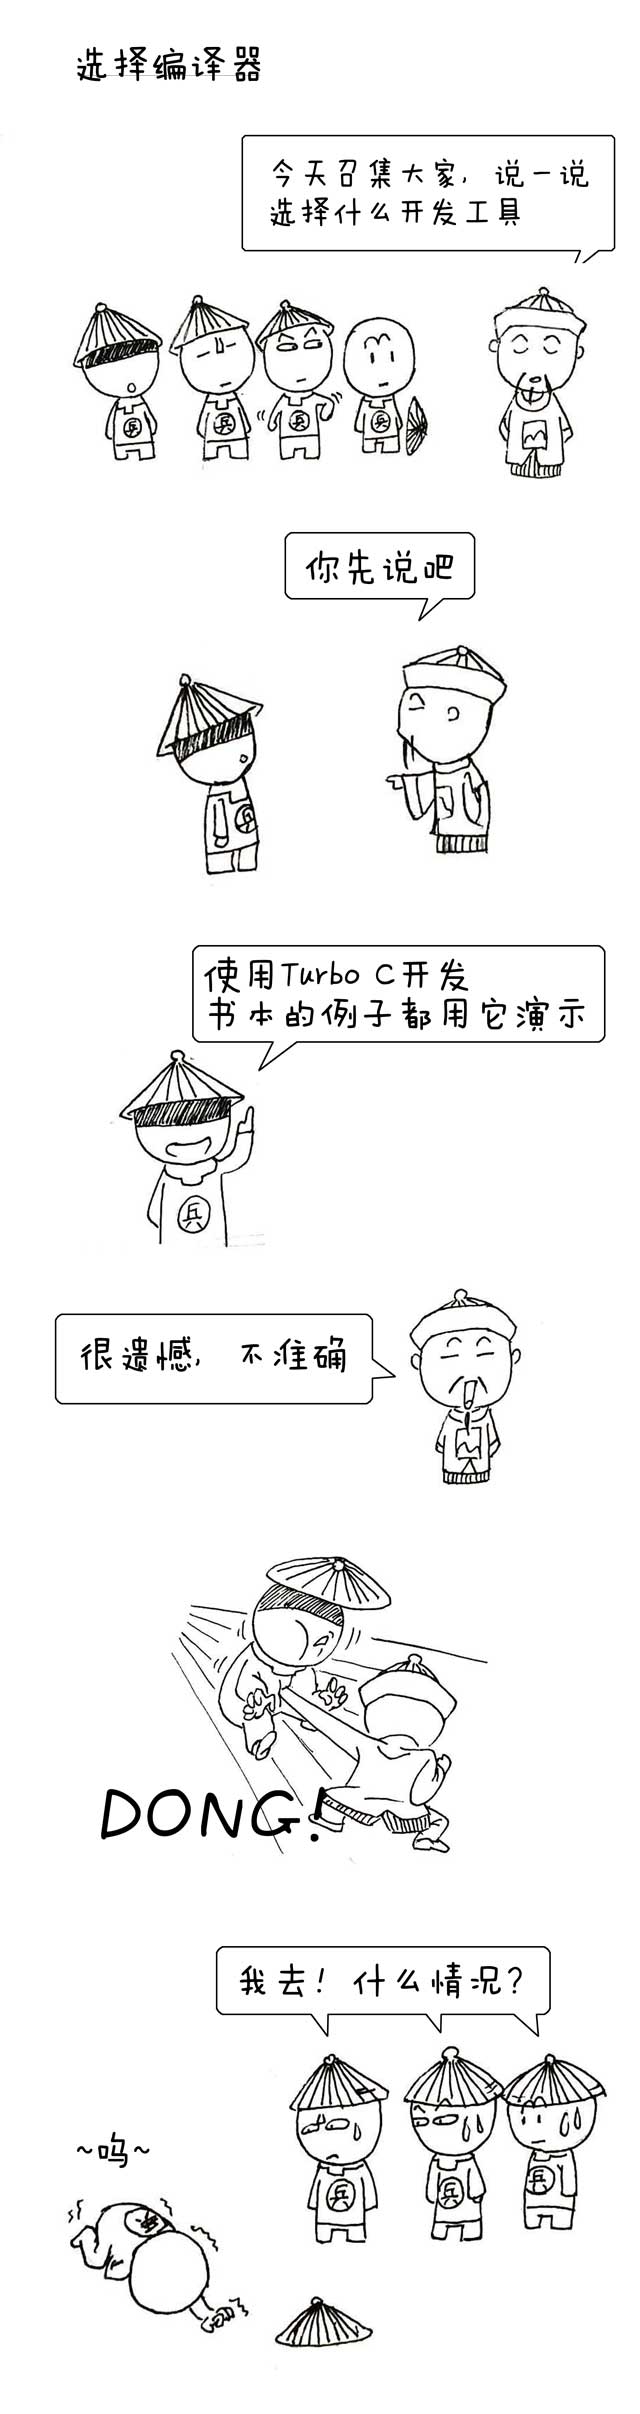 选择编译器
今天召集大家，说一说
选择什么开发工具
兵 兵 兵 兵
你先说吧
兵
使用Turbo C开发
书本的例子都用它演示
兵
很遗憾，不准确
DONG!
我去！什么情况？
~呜~
兵 兵 兵